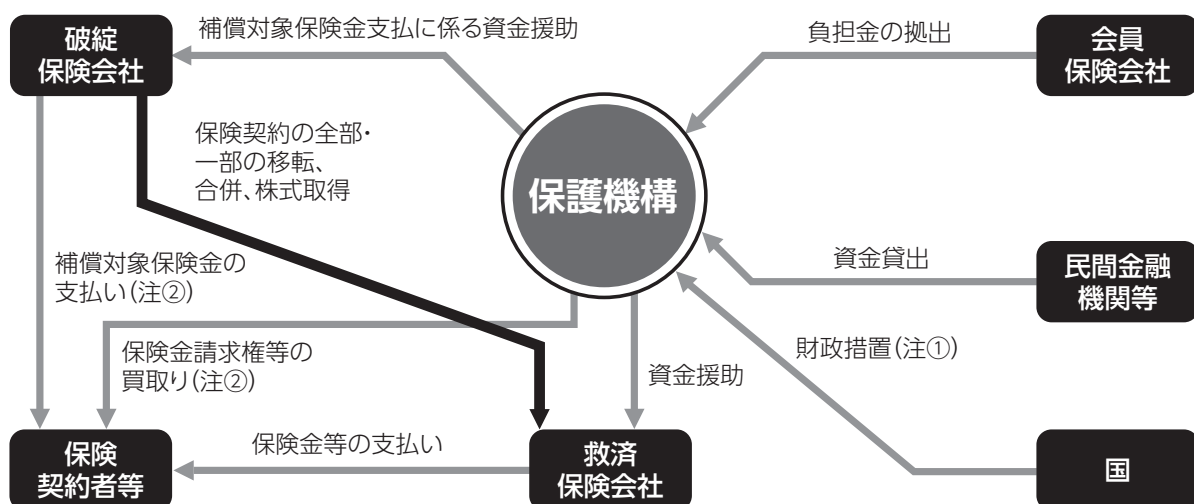 破綻
保険会社
補償対象保険金支払に係る資金援助
負担金の拠出
会員
保険会社
保険契約の全部・
一部の移転、
合併、株式取得
保護機構
補償対象保険金の
支払い(注②)
資金貸出
民間金融
機関等
保険金請求権等の
買取り(注②)
資金援助
財政措置(注①)
保険
契約者等
保険金等の支払い
救済
保険会社
国